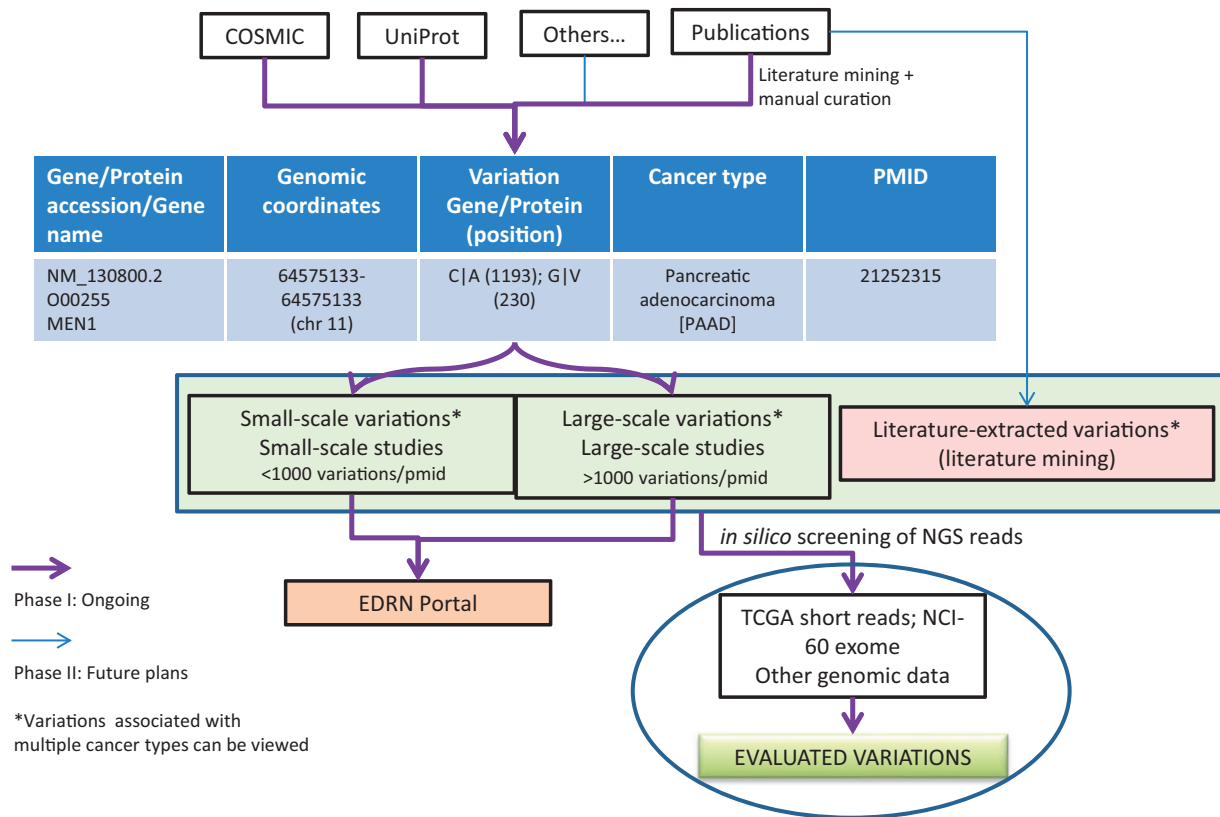 COSMIC
UniProt
Others...
Publications
Literature mining +
manual curation
Gene/Protein
accession/Gene
name
Genomic
coordinates
Variation
Gene/Protein
(position)
Cancer type
PMID
NM_130800.2
O00255
MEN1
64575133-
64575133
(chr 11)
C|A (1193); G|V
(230)
Pancreatic
adenocarcinoma
[PAAD]
21252315
Small-scale variations*
Small-scale studies
<1000 variations/pmid
Large-scale variations*
Large-scale studies
>1000 variations/pmid
Literature-extracted variations*
(literature mining)
in silico screening of NGS reads
EDRN Portal
Phase I: Ongoing
Phase II: Future plans
*Variations associated with
multiple cancer types can be viewed
TCGA short reads; NCI-
60 exome
Other genomic data
EVALUATED VARIATIONS